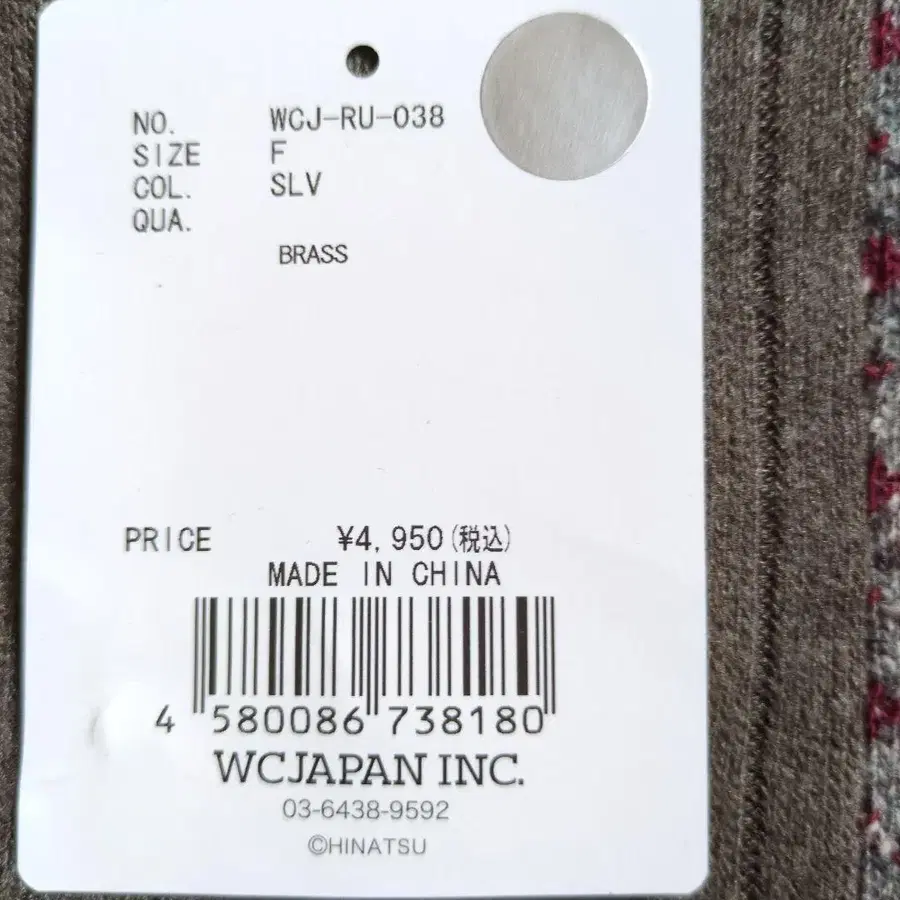 NO. WCJ-RU-038
SIZE F
COL. SLV
QUA.
BRASS
PRICE ¥4,950(税込)
MADE IN CHINA
4 580086 738180
WCJAPAN INC.
03-6438-9592
©HINATSU